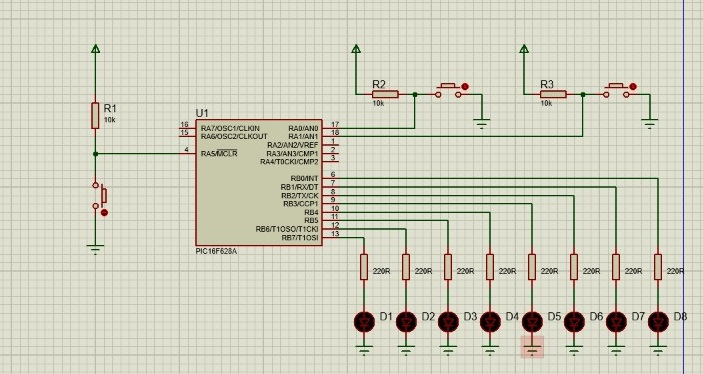 R2
10k
R3
10k
R1
10k
U1
16 RA7/OSC1/CLKIN RA0/AN0 17
15 RA6/OSC2/CLKOUT RA1/AN1 18
RA2/AN2/VREF 1
4 RA5/MCLR RA3/AN3/CMP1 2
RA4/T0CKI/CMP2 3
RB0/INT 6
RB1/RX/DT 7
RB2/TX/CK 8
RB3/CCP1 9
RB4 10
RB5 11
RB6/T1OSO/T1CKI 12
RB7/T1OSI 13
PIC16F628A
220R 220R 220R 220R 220R 220R 220R 220R
D1 D2 D3 D4 D5 D6 D7 D8